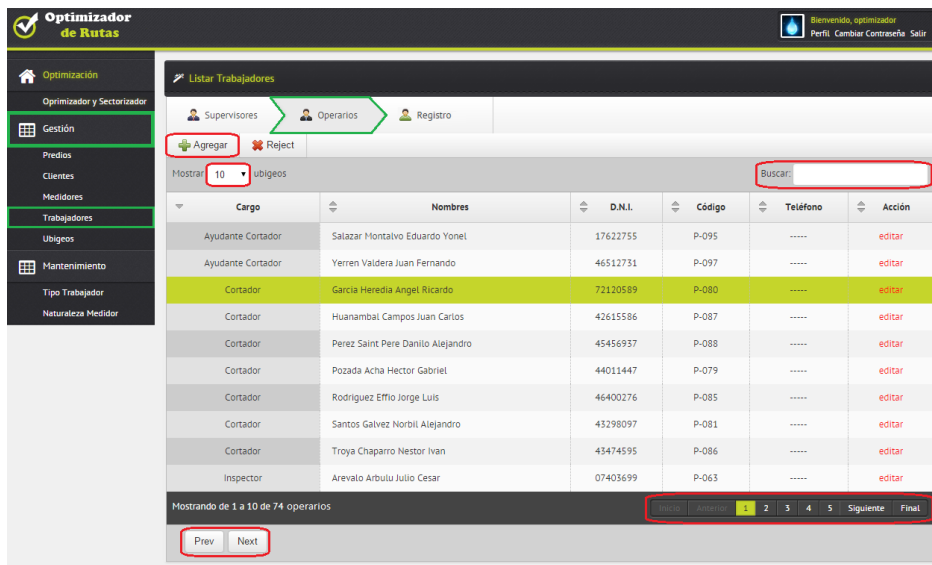 Optimizador
de Rutas
Bienvenido, optimizador
Perfil Cambiar Contraseña Salir
Optimización
Oprimizador y Sectorizador
Gestión
Predios
Clientes
Medidores
Trabajadores
Ubigeos
Mantenimiento
Tipo Trabajador
Naturaleza Medidor
Listar Trabajadores
Supervisores Operarios Registro
Agregar Reject
Mostrar 10 ubigeos Buscar:
Cargo Nombres D.N.I. Código Teléfono Acción
Ayudante Cortador Salazar Montalvo Eduardo Yonel 17622755 P-095 ----- editar
Ayudante Cortador Yerren Valdera Juan Fernando 46512731 P-097 ----- editar
Cortador Garcia Heredia Angel Ricardo 72120589 P-080 ----- editar
Cortador Huanambal Campos Juan Carlos 42615586 P-087 ----- editar
Cortador Perez Saint Pere Danilo Alejandro 45456937 P-088 ----- editar
Cortador Pozada Acha Hector Gabriel 44011447 P-079 ----- editar
Cortador Rodriguez Effio Jorge Luis 46400276 P-085 ----- editar
Cortador Santos Galvez Norbil Alejandro 43298097 P-081 ----- editar
Cortador Troya Chaparro Nestor Ivan 43474595 P-086 ----- editar
Inspector Arevalo Arbulu Julio Cesar 07403699 P-063 ----- editar
Mostrando de 1 a 10 de 74 operarios Inicio Anterior 1 2 3 4 5 Siguiente Final
Prev Next